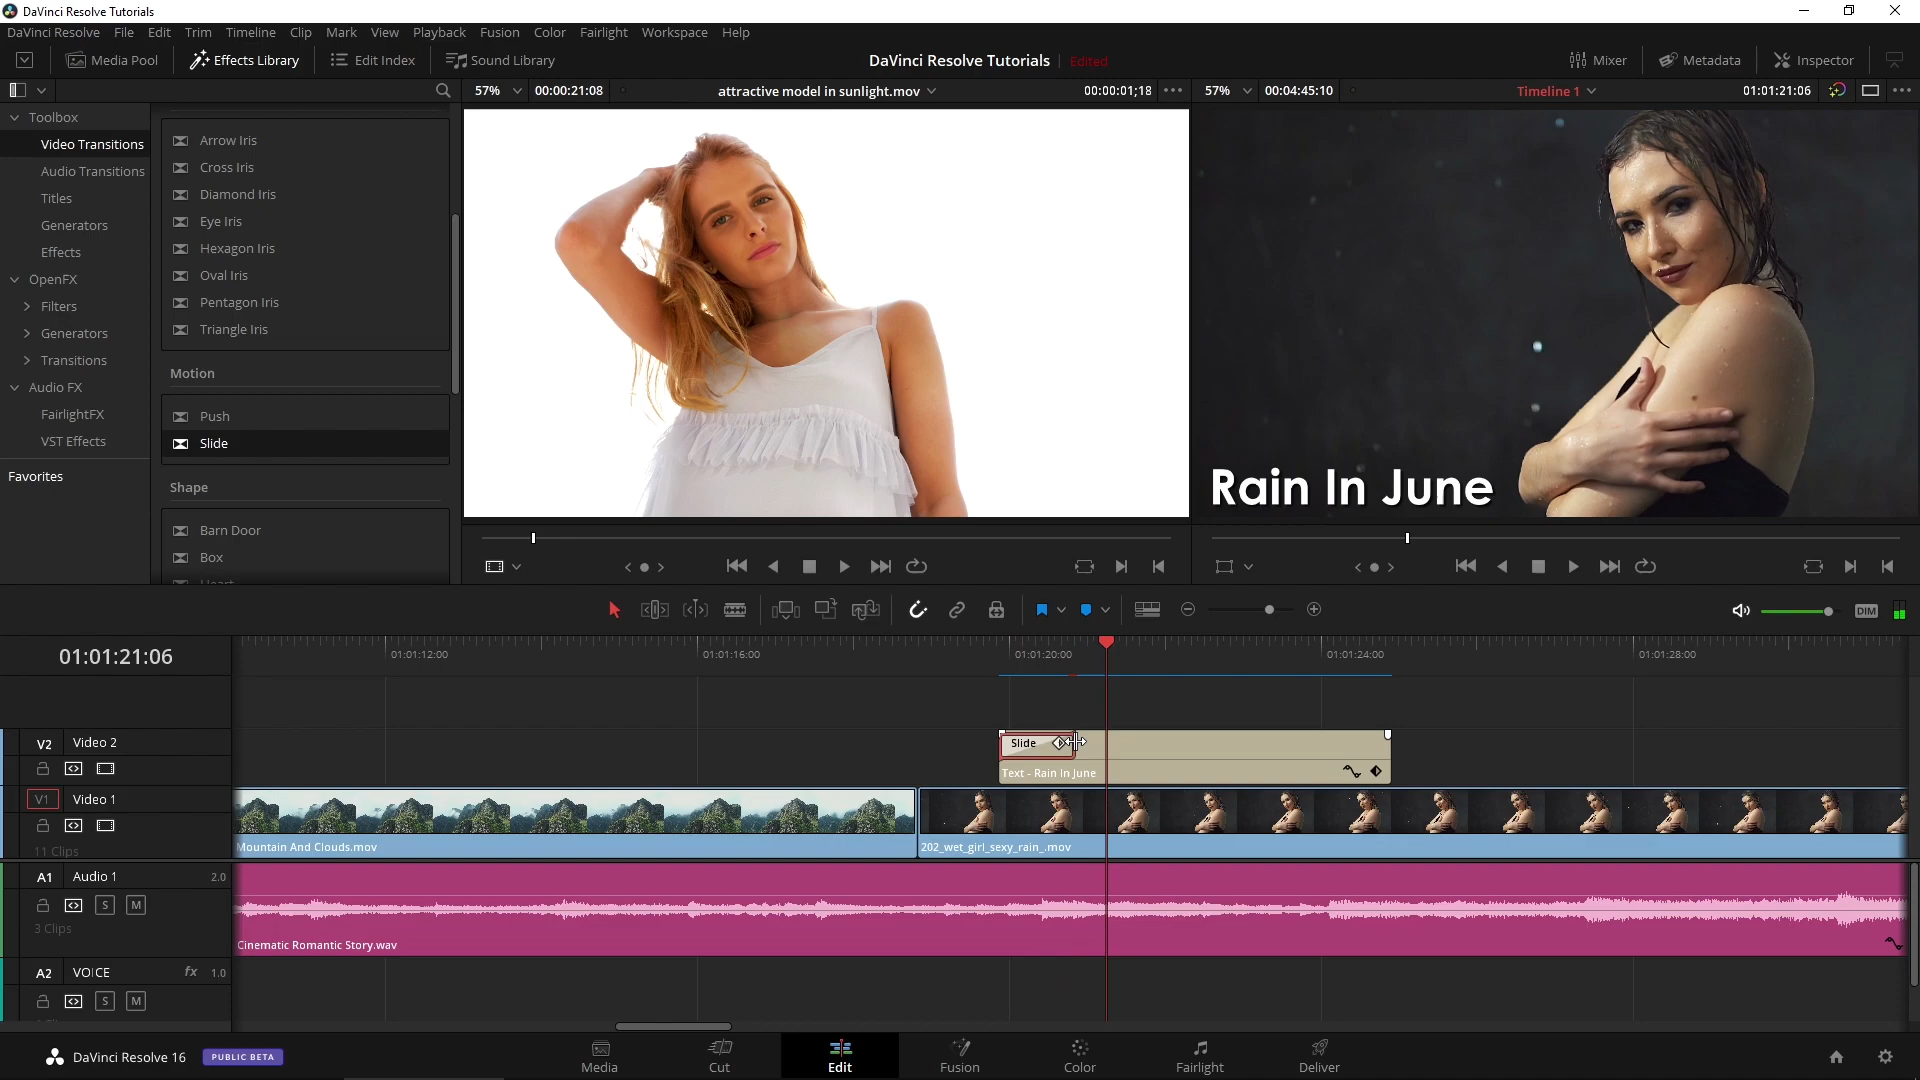 DaVinci Resolve Tutorials
DaVinci Resolve File Edit Trim Timeline Clip Mark View Playback Fusion Color Fairlight Workspace Help
Media Pool Effects Library Edit Index Sound Library DaVinci Resolve Tutorials Edited Mixer Metadata Inspector
57% 00:00:21:08 attractive model in sunlight.mov 00:00:01;18 57% 00:04:45:10 Timeline 1 01:01:21:06
Toolbox
Video Transitions
Audio Transitions
Titles
Generators
Effects
OpenFX
Filters
Generators
Transitions
Audio FX
FairlightFX
VST Effects
Favorites
Arrow Iris
Cross Iris
Diamond Iris
Eye Iris
Hexagon Iris
Oval Iris
Pentagon Iris
Triangle Iris
Motion
Push
Slide
Shape
Barn Door
Box
Heart
Rain In June
DIM
01:01:21:06
01:01:12:00 01:01:16:00 01:01:20:00 01:01:24:00 01:01:28:00
V2 Video 2
Slide
Text - Rain In June
V1 Video 1
11 Clips
Mountain And Clouds.mov 202_wet_girl_sexy_rain_.mov
A1 Audio 1 2.0
S M
3 Clips
Cinematic Romantic Story.wav
A2 VOICE fx 1.0
S M
DaVinci Resolve 16 PUBLIC BETA
Media Cut Edit Fusion Color Fairlight Deliver